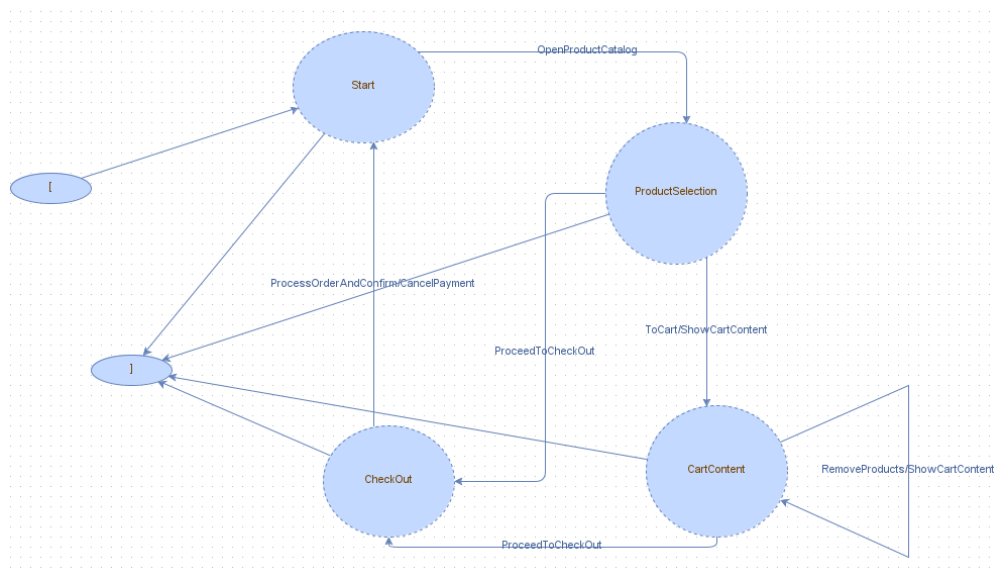 OpenProductCatalog
Start
[
ProductSelection
ProcessOrderAndConfirm/CancelPayment
ToCart/ShowCartContent
ProceedToCheckOut
]
CartContent
RemoveProducts/ShowCartContent
CheckOut
ProceedToCheckOut